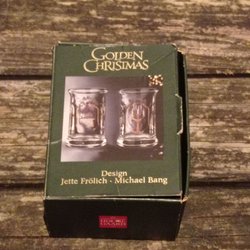 GOLDEN
CHRISTMAS
Design
Jette Frölich · Michael Bang